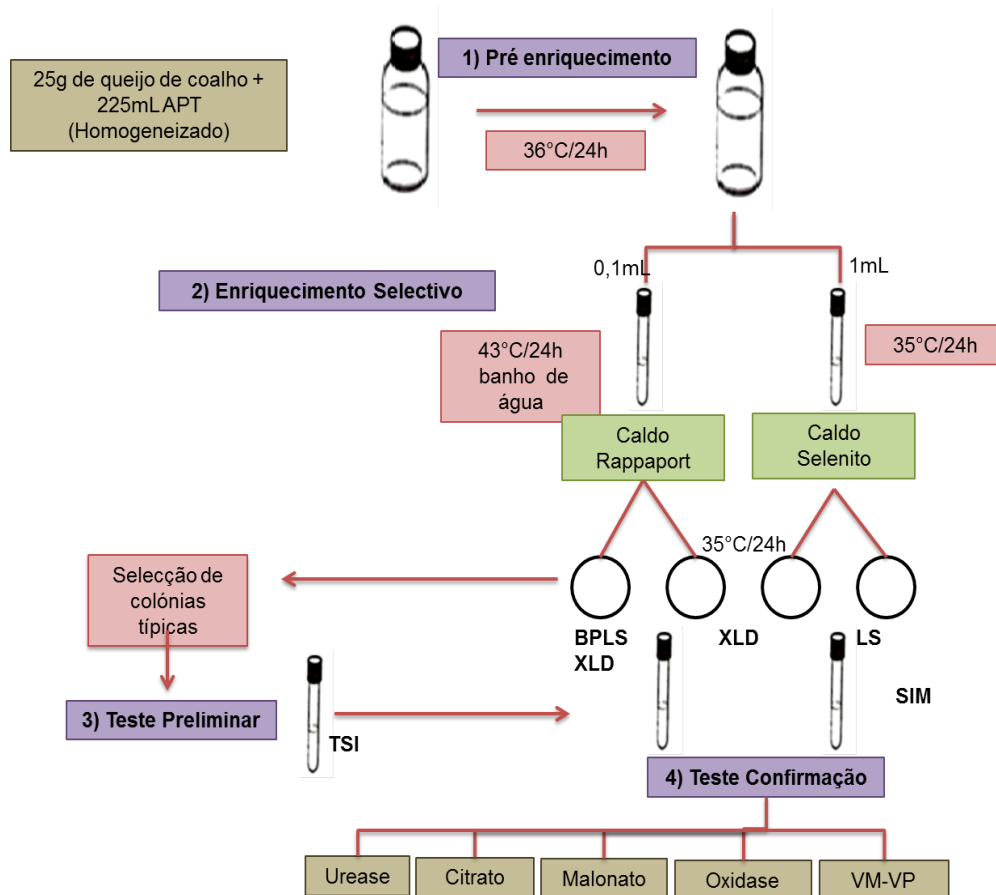 1) Pré enriquecimento
25g de queijo de coalho +
225mL APT
(Homogeneizado)
36°C/24h
0,1mL
1mL
2) Enriquecimento Selectivo
43°C/24h
banho de
água
35°C/24h
Caldo
Rappaport
Caldo
Selenito
35°C/24h
Selecção de
colónias
típicas
BPLS
XLD
XLD
LS
SIM
3) Teste Preliminar
TSI
4) Teste Confirmação
Urease
Citrato
Malonato
Oxidase
VM-VP